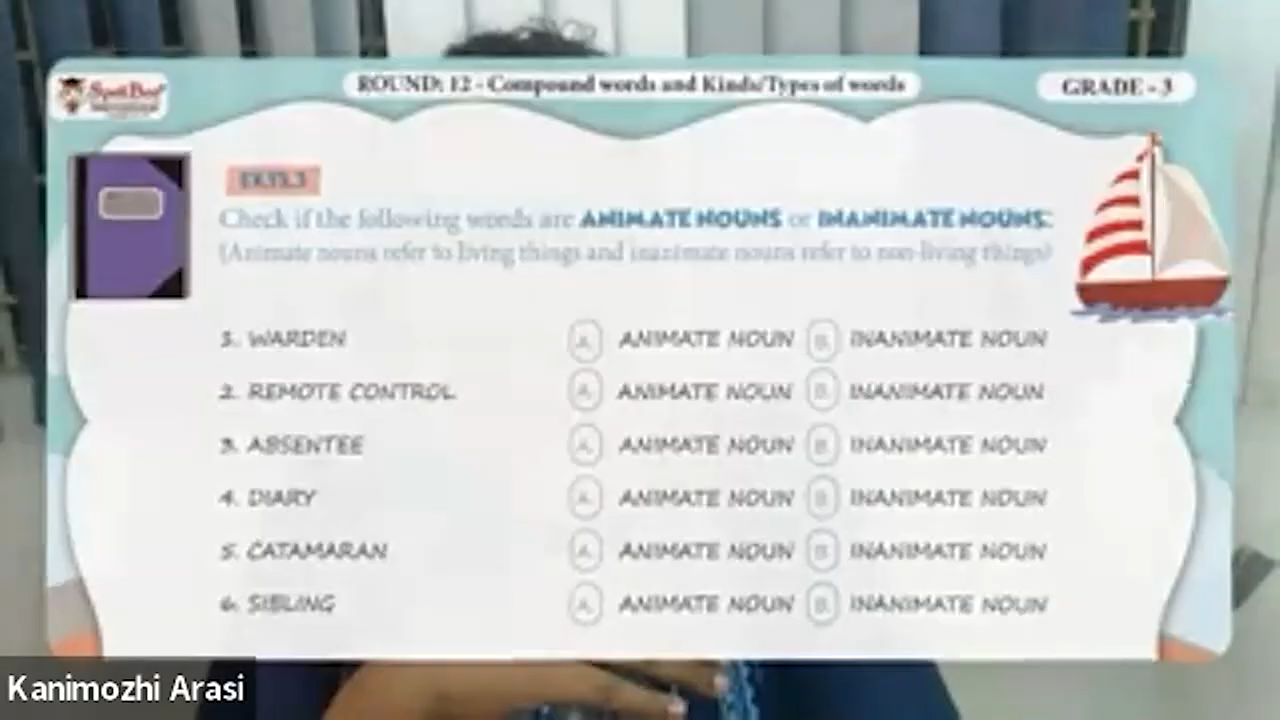 SpellBee
ROUND: 12 - Compound words and Kinds/Types of words
GRADE - 3
Check if the following words are ANIMATE NOUNS or INANIMATE NOUNS:
(Animate nouns refer to living things and inanimate nouns refer to non-living things)
1. WARDEN A. ANIMATE NOUN B. INANIMATE NOUN
2. REMOTE CONTROL A. ANIMATE NOUN B. INANIMATE NOUN
3. ABSENTEE A. ANIMATE NOUN B. INANIMATE NOUN
4. DIARY A. ANIMATE NOUN B. INANIMATE NOUN
5. CATAMARAN A. ANIMATE NOUN B. INANIMATE NOUN
6. SIBLING A. ANIMATE NOUN B. INANIMATE NOUN
Kanimozhi Arasi